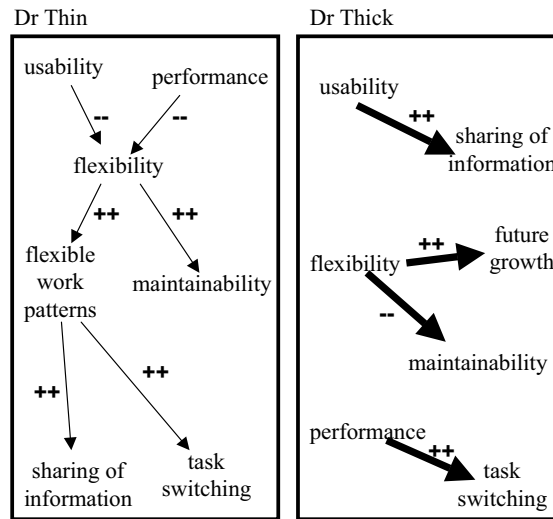 Dr Thin
usability
performance
--
--
flexibility
++
++
flexible
work
patterns
maintainability
++
++
sharing of
information
task
switching
Dr Thick
usability
++
sharing of
information
flexibility
++
future
growth
--
maintainability
performance
++
task
switching